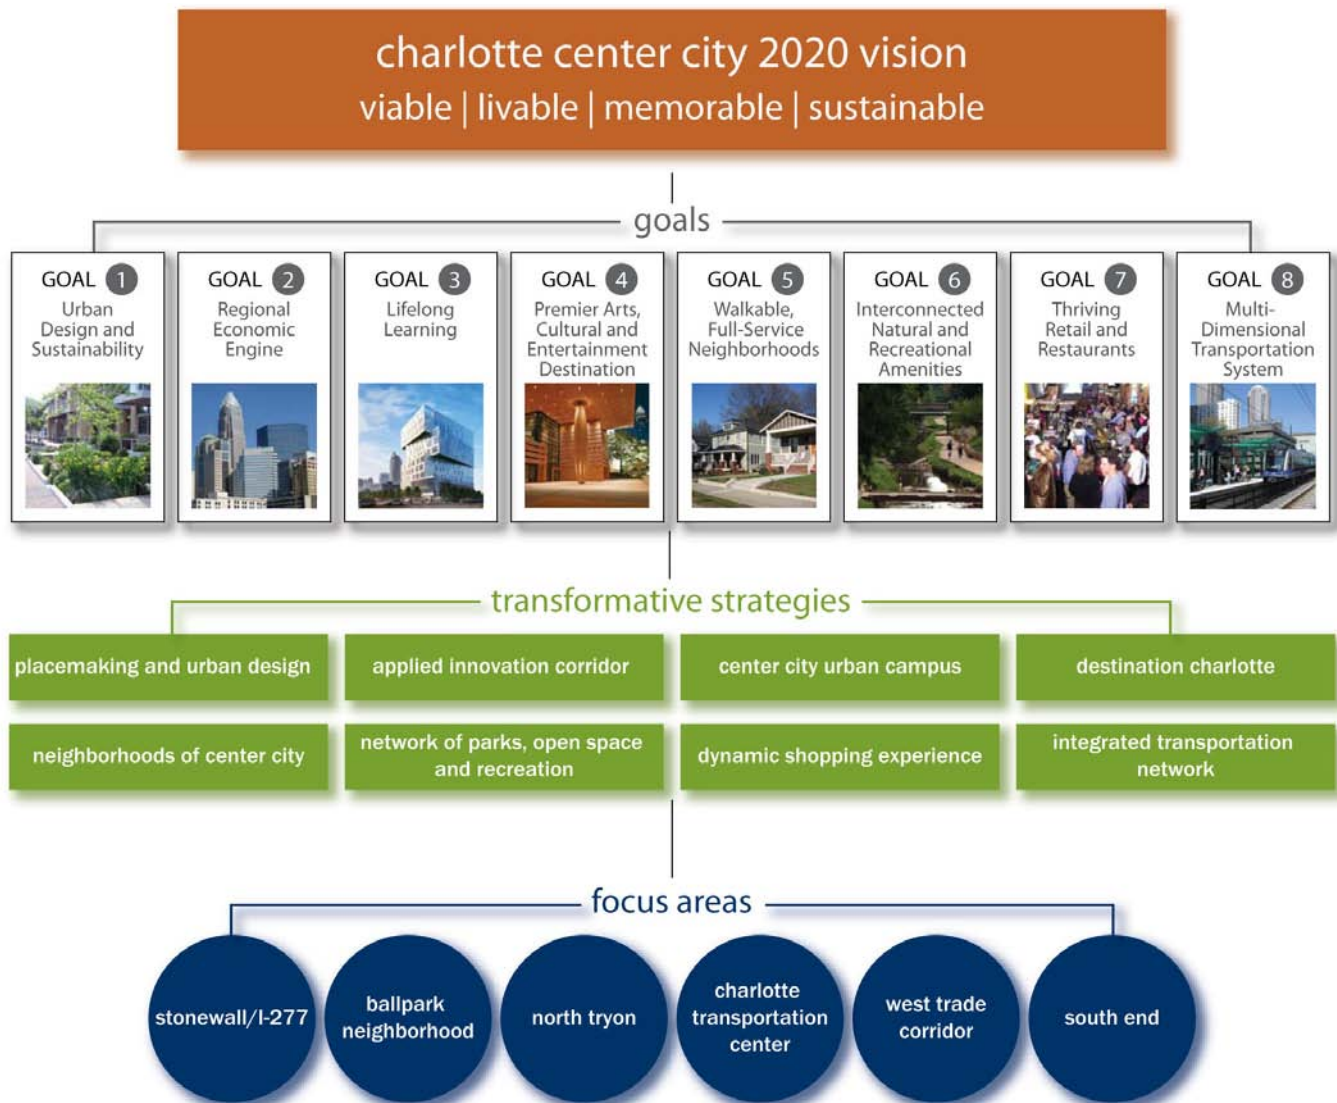 charlotte center city 2020 vision
viable | livable | memorable | sustainable
goals
GOAL 1
Urban
Design and
Sustainability
GOAL 2
Regional
Economic
Engine
GOAL 3
Lifelong
Learning
GOAL 4
Premier Arts,
Cultural and
Entertainment
Destination
GOAL 5
Walkable,
Full-Service
Neighborhoods
GOAL 6
Interconnected
Natural and
Recreational
Amenities
GOAL 7
Thriving
Retail and
Restaurants
GOAL 8
Multi-
Dimensional
Transportation
System
transformative strategies
placemaking and urban design
applied innovation corridor
center city urban campus
destination charlotte
neighborhoods of center city
network of parks, open space
and recreation
dynamic shopping experience
integrated transportation
network
focus areas
stonewall/I-277
ballpark
neighborhood
north tryon
charlotte
transportation
center
west trade
corridor
south end